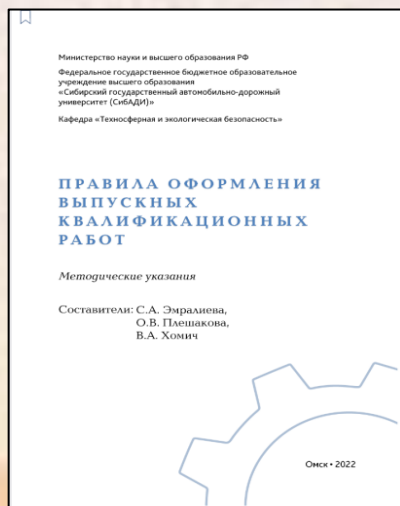 Министерство науки и высшего образования РФ
Федеральное государственное бюджетное образовательное
учреждение высшего образования
«Сибирский государственный автомобильно-дорожный
университет (СибАДИ)»
Кафедра «Техносферная и экологическая безопасность»
ПРАВИЛА ОФОРМЛЕНИЯ
ВЫПУСКНЫХ
КВАЛИФИКАЦИОННЫХ
РАБОТ
Методические указания
Составители: С.А. Эмралиева,
О.В. Плешакова,
В.А. Хомич
Омск • 2022